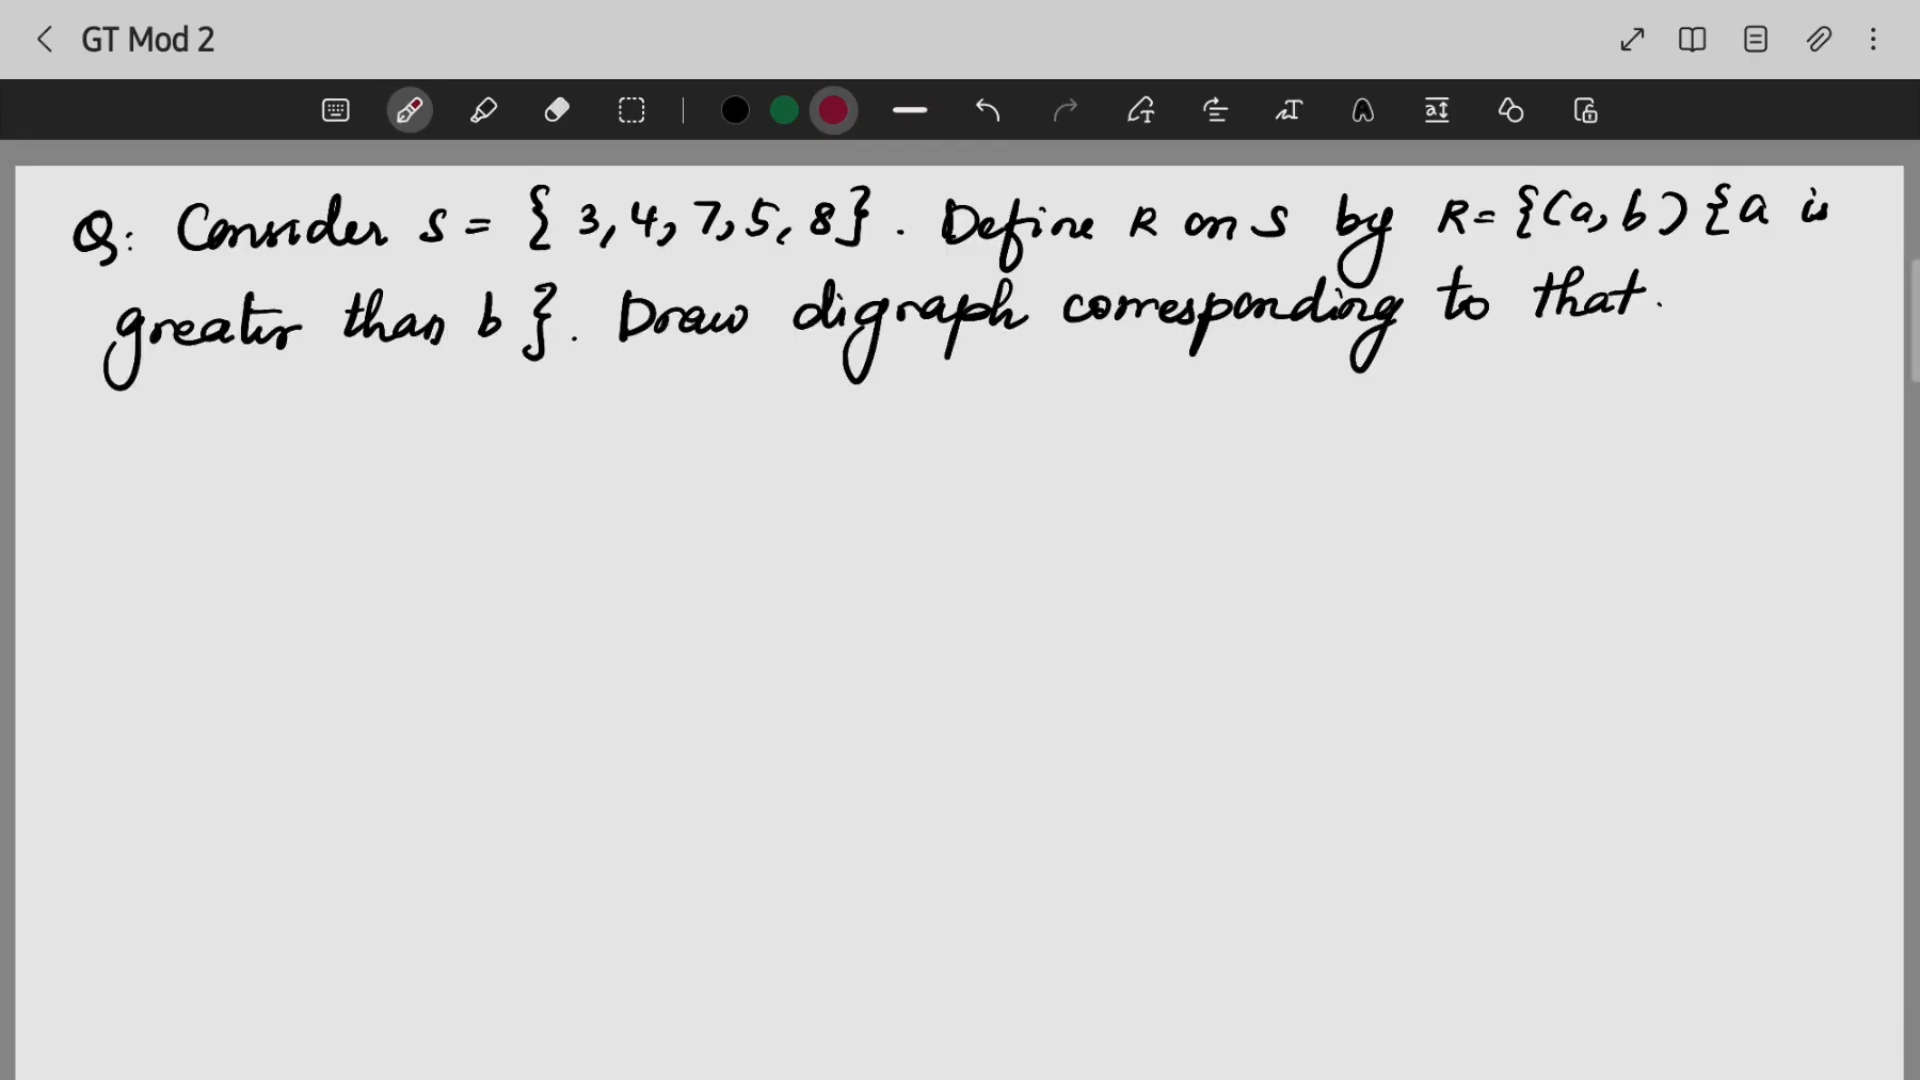 GT Mod 2
Q: Consider S = { 3, 4, 7, 5, 8} . Define R on S by R= {(a, b) {a is
greater than b }. Draw digraph corresponding to that.